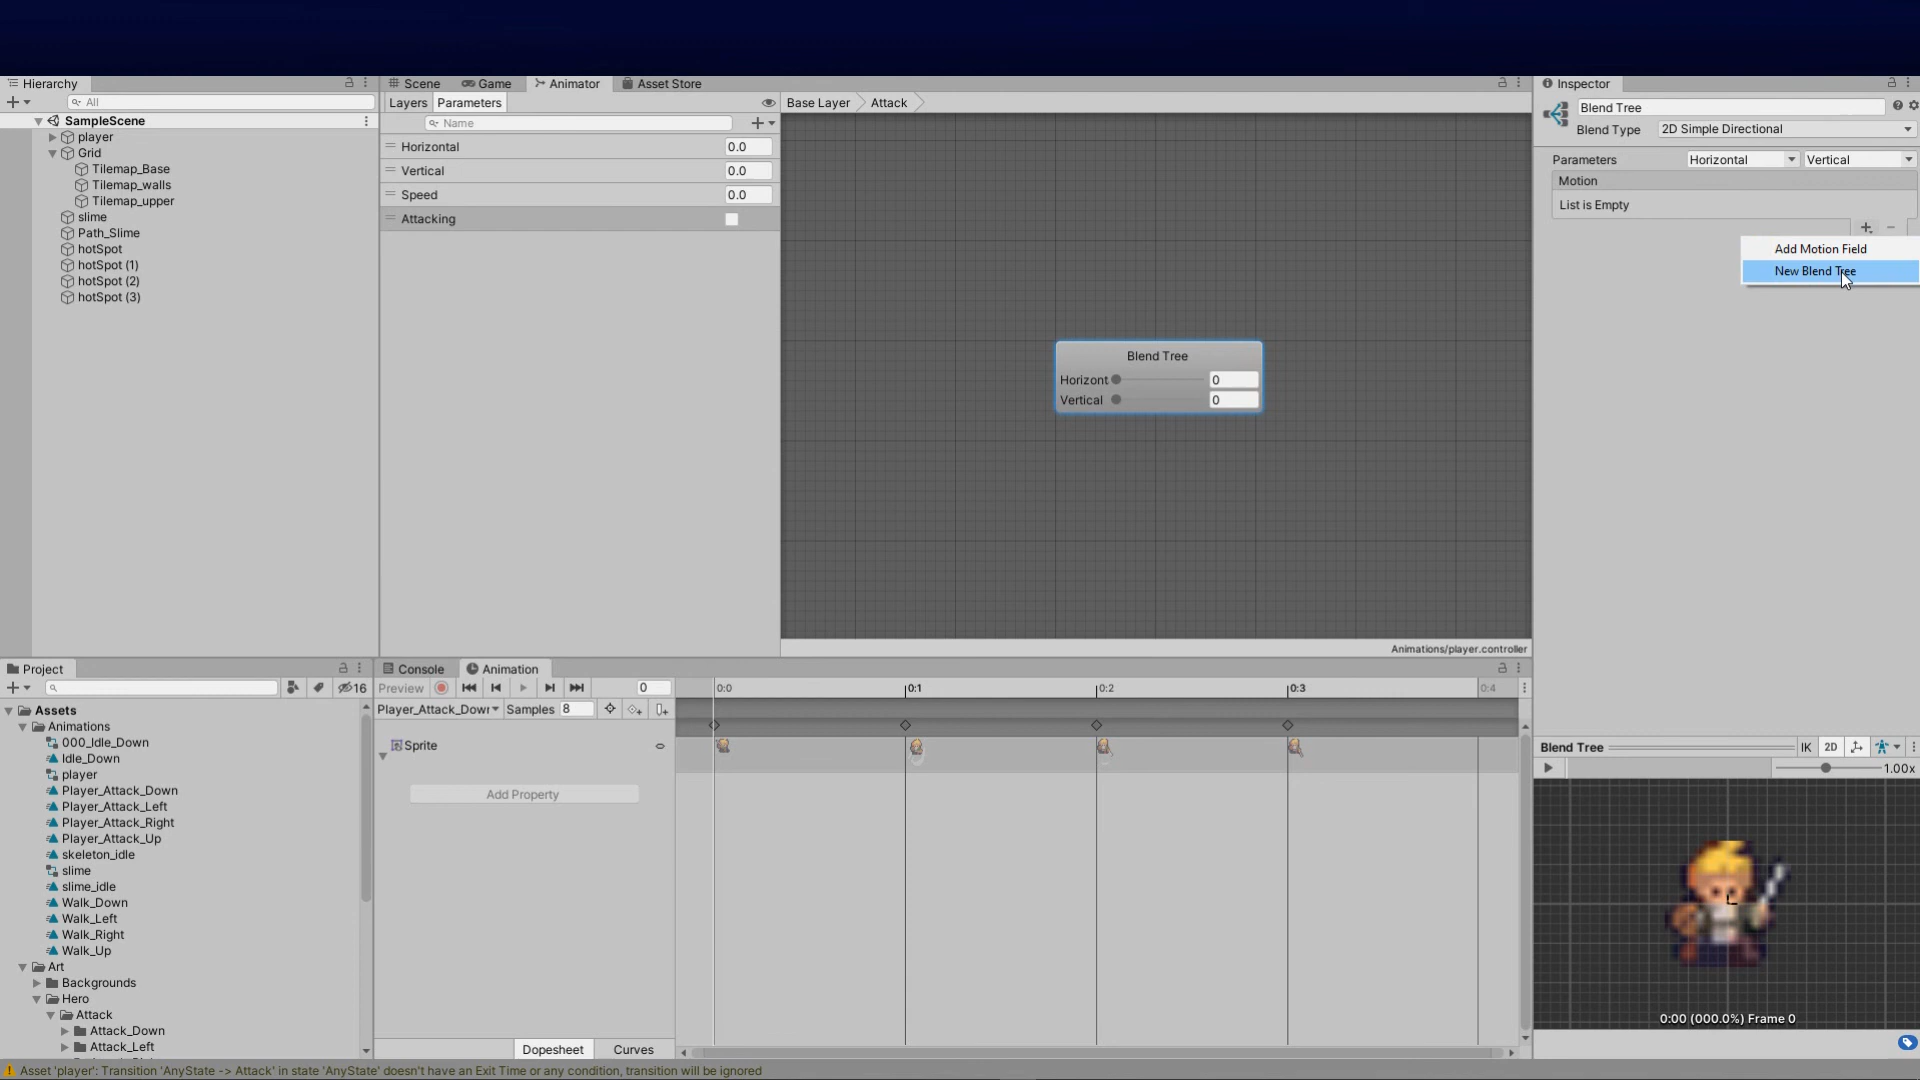 Hierarchy
All
SampleScene
player
Grid
Tilemap_Base
Tilemap_walls
Tilemap_upper
slime
Path_Slime
hotSpot
hotSpot (1)
hotSpot (2)
hotSpot (3)
Scene Game Animator Asset Store
Layers Parameters
Name
Base Layer Attack
Horizontal 0.0
Vertical 0.0
Speed 0.0
Attacking
Blend Tree
Horizont 0
Vertical 0
Animations/player.controller
Inspector
Blend Tree
Blend Type 2D Simple Directional
Parameters Horizontal Vertical
Motion
List is Empty
Add Motion Field
New Blend Tree
Project
16
Assets
Animations
000_Idle_Down
Idle_Down
player
Player_Attack_Down
Player_Attack_Left
Player_Attack_Right
Player_Attack_Up
skeleton_idle
slime
slime_idle
Walk_Down
Walk_Left
Walk_Right
Walk_Up
Art
Backgrounds
Hero
Attack
Attack_Down
Attack_Left
Console Animation
Preview 0 0:0 0:1 0:2 0:3 0:4
Player_Attack_Dowr Samples 8
Sprite
Add Property
Dopesheet Curves
Blend Tree IK 2D
1.00x
0:00 (000.0%) Frame 0
Asset 'player': Transition 'AnyState -> Attack' in state 'AnyState' doesn't have an Exit Time or any condition, transition will be ignored